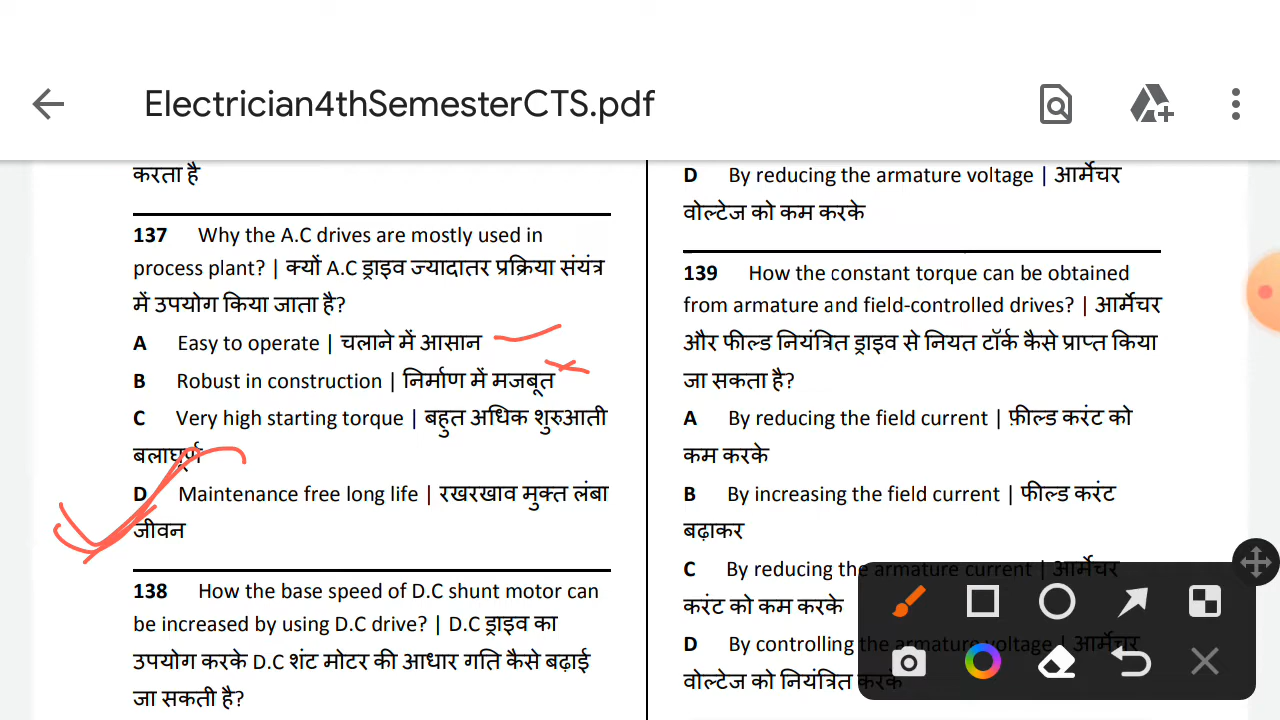 Electrician4thSemesterCTS.pdf
करता है
137 Why the A.C drives are mostly used in
process plant? | क्यों A.C ड्राइव ज्यादातर प्रक्रिया संयंत्र
में उपयोग किया जाता है?
A Easy to operate | चलाने में आसान
B Robust in construction | निर्माण में मजबूत
C Very high starting torque | बहुत अधिक शुरुआती
बलाघूर्ण
D Maintenance free long life | रखरखाव मुक्त लंबा
जीवन
138 How the base speed of D.C shunt motor can
be increased by using D.C drive? | D.C ड्राइव का
उपयोग करके D.C शंट मोटर की आधार गति कैसे बढ़ाई
जा सकती है?
D By reducing the armature voltage | आर्मेचर
वोल्टेज को कम करके
139 How the constant torque can be obtained
from armature and field-controlled drives? | आर्मेचर
और फील्ड नियंत्रित ड्राइव से नियत टॉर्क कैसे प्राप्त किया
जा सकता है?
A By reducing the field current | फ़ील्ड करंट को
कम करके
B By increasing the field current | फील्ड करंट
बढ़ाकर
C By reducing the armature current | आर्मेचर
करंट को कम करके
D By controlling the armature voltage | आर्मेचर
वोल्टेज को नियंत्रित करके